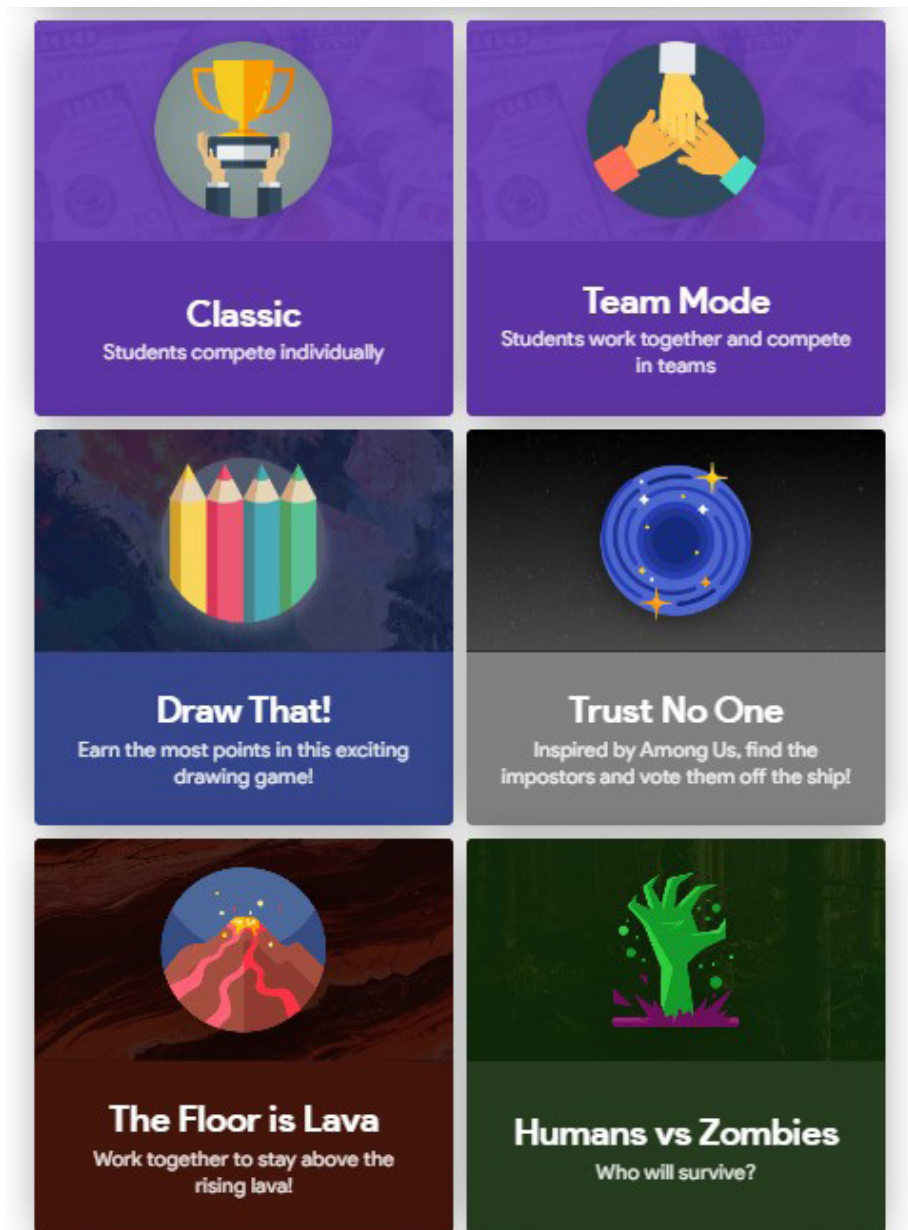 Classic
Students compete individually
Team Mode
Students work together and compete
in teams
Draw That!
Earn the most points in this exciting
drawing game!
Trust No One
Inspired by Among Us, find the
impostors and vote them off the ship!
The Floor is Lava
Work together to stay above the
rising lava!
Humans vs Zombies
Who will survive?